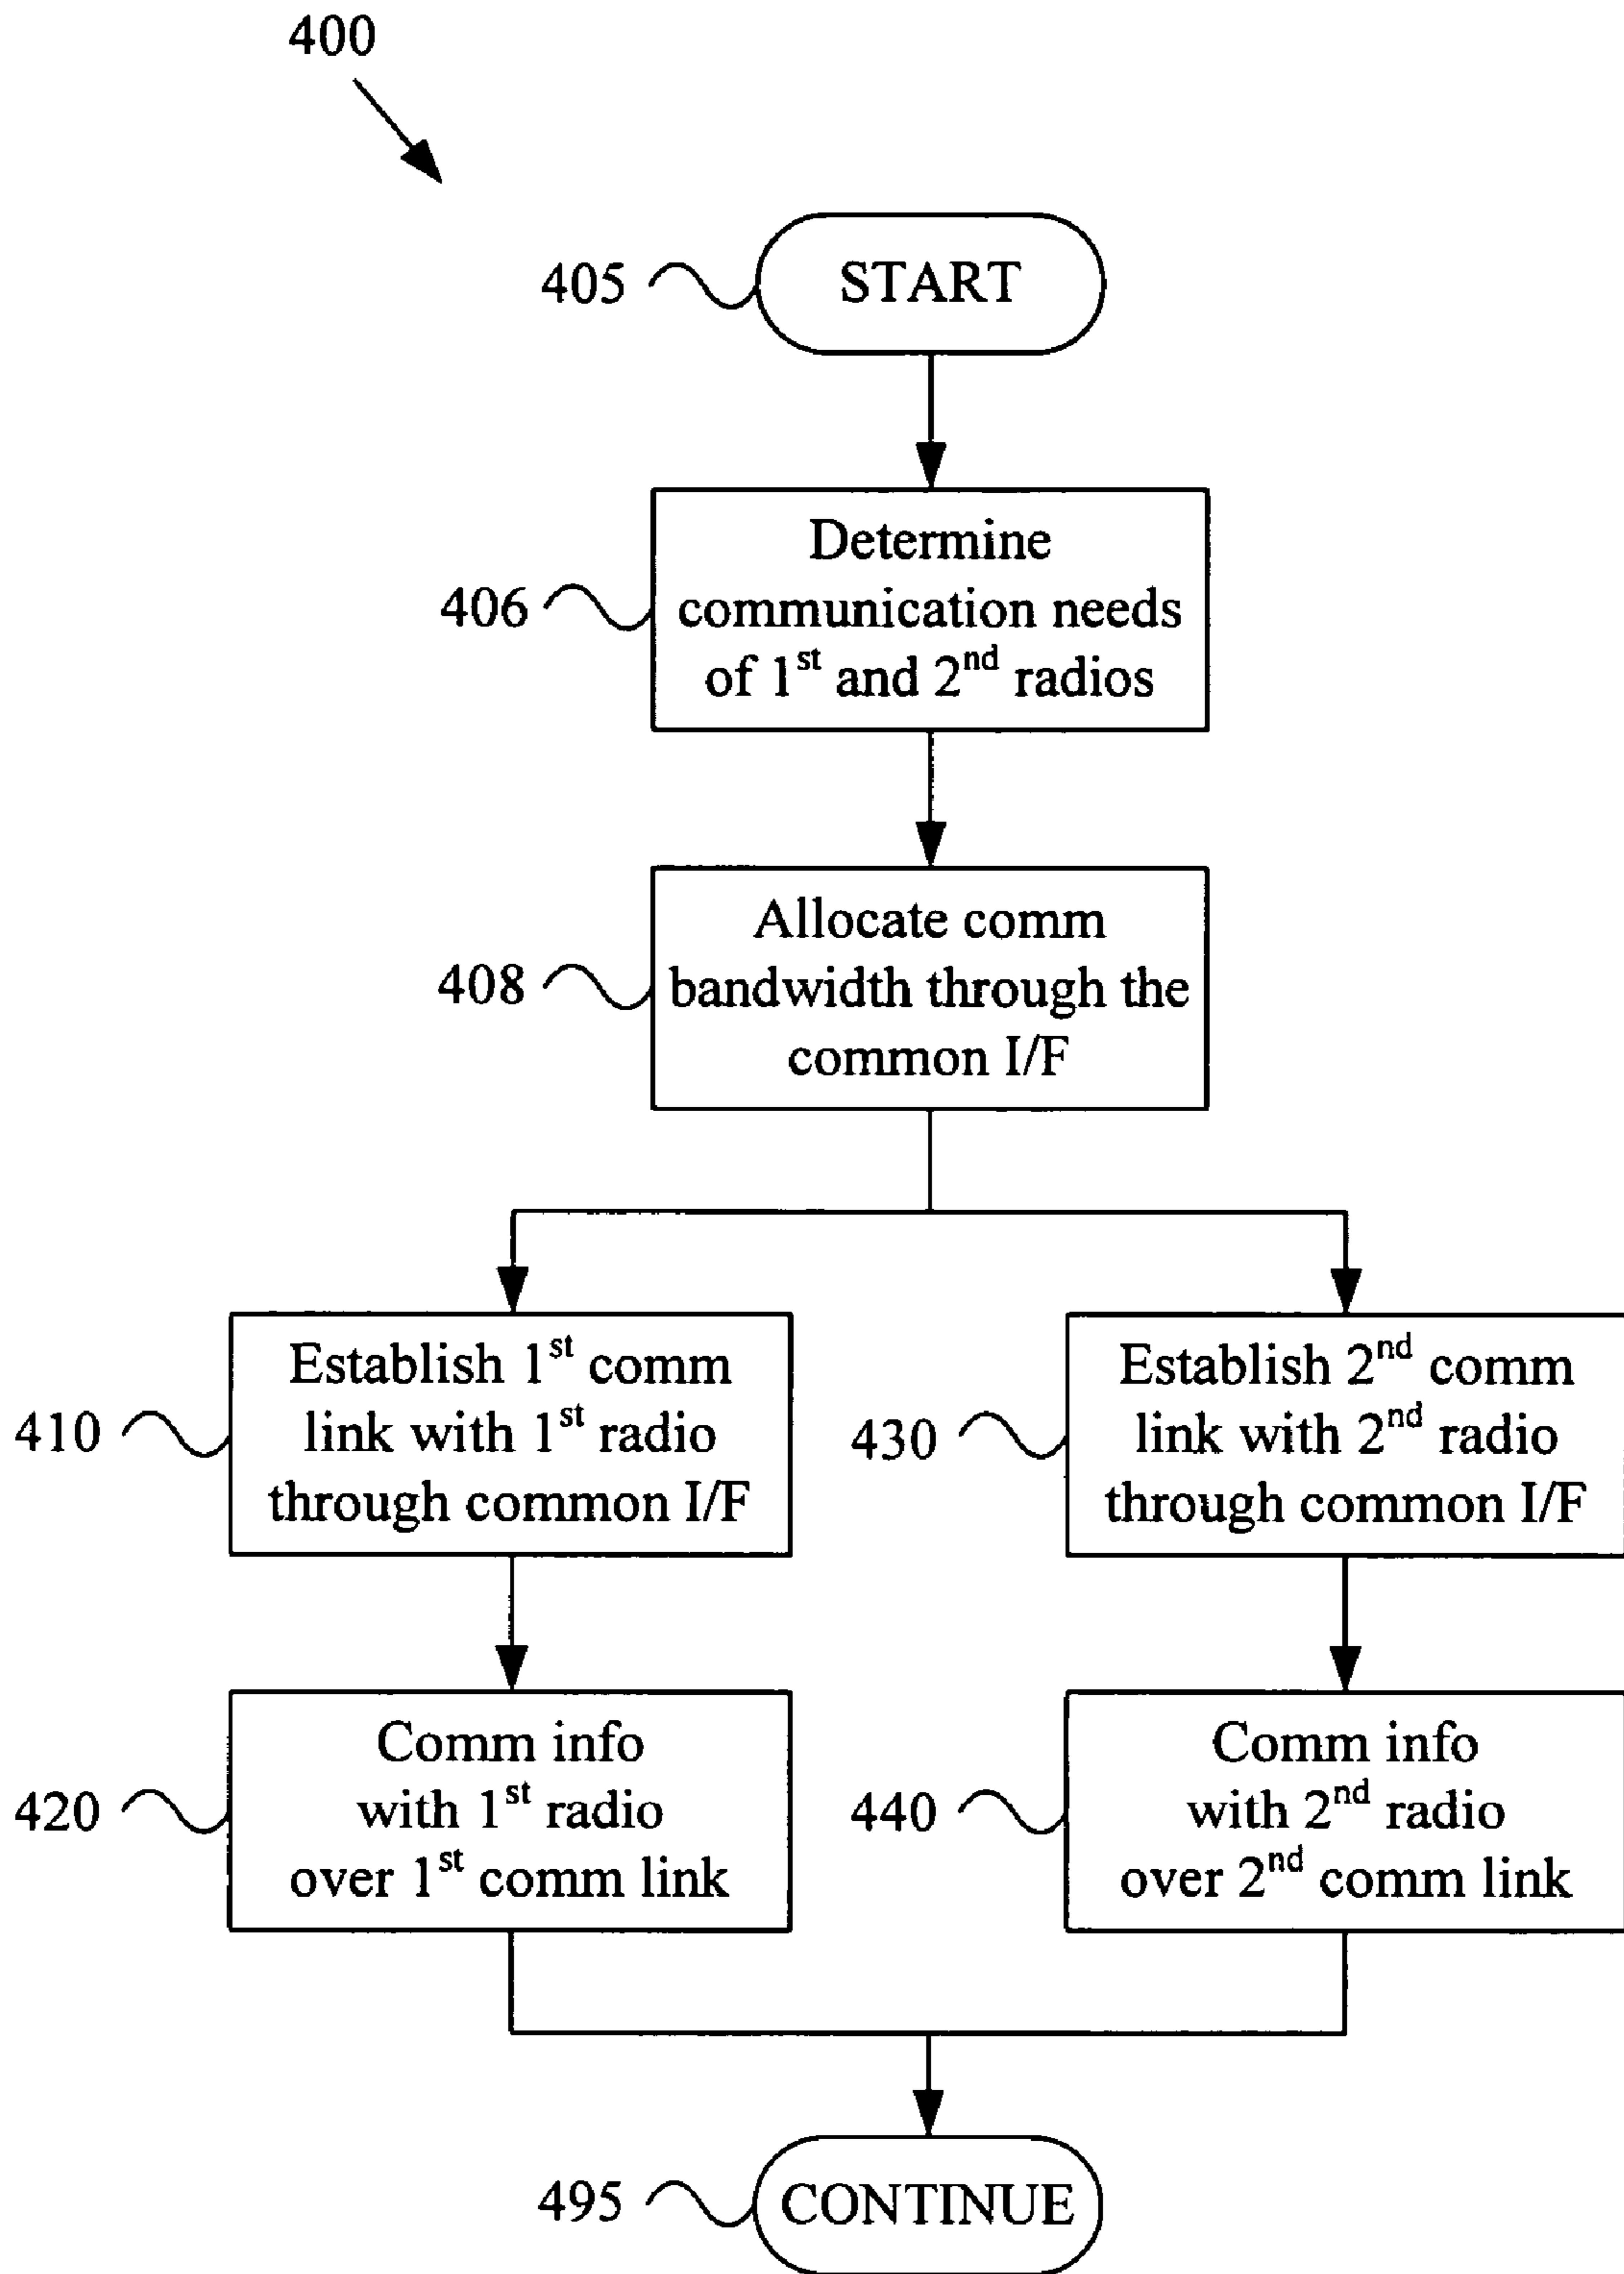 400
405
START
406
Determine
communication needs
of 1st and 2nd radios
408
Allocate comm
bandwidth through the
common I/F
410
Establish 1st comm
link with 1st radio
through common I/F
430
Establish 2nd comm
link with 2nd radio
through common I/F
420
Comm info
with 1st radio
over 1st comm link
440
Comm info
with 2nd radio
over 2nd comm link
495
CONTINUE